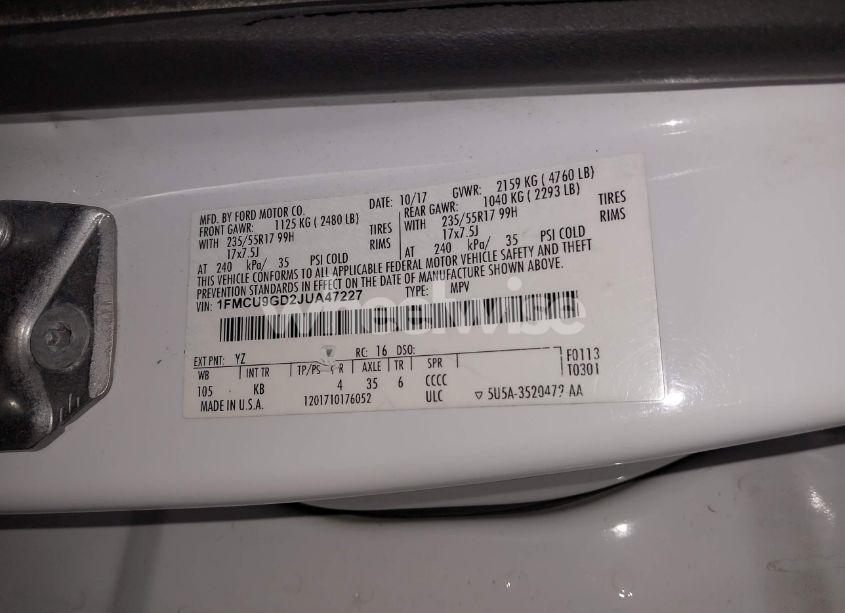 MFD. BY FORD MOTOR CO. DATE: 10/17 GVWR: 2159 KG ( 4760 LB)
FRONT GAWR: 1125 KG ( 2480 LB) REAR GAWR: 1040 KG ( 2293 LB)
WITH 235/55R17 99H TIRES WITH 235/55R17 99H TIRES
17x7.5J RIMS 17x7.5J RIMS
AT 240 kPa/ 35 PSI COLD AT 240 kPa/ 35 PSI COLD
THIS VEHICLE CONFORMS TO ALL APPLICABLE FEDERAL MOTOR VEHICLE SAFETY AND THEFT
PREVENTION STANDARDS IN EFFECT ON THE DATE OF MANUFACTURE SHOWN ABOVE.
VIN: 1FMCU9GD2JUA47227 TYPE: MPV
wheelwise
EXT PNT: YZ RC: 16 DSO: F0113
WB INT TR TP/PS R AXLE TR SPR T0301
105 KB 4 35 6 CCCC
MADE IN U.S.A. 1201710176052 ULC 5U5A-3520479 AA